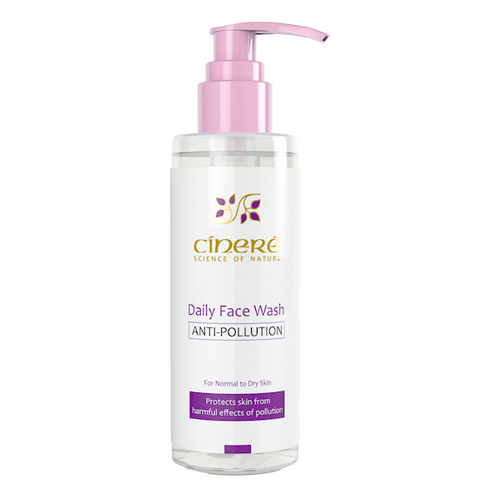 cíneré
SCIENCE OF NATURE
Daily Face Wash
ANTI-POLLUTION
For Normal to Dry Skin
Protects skin from
harmful effects of pollution